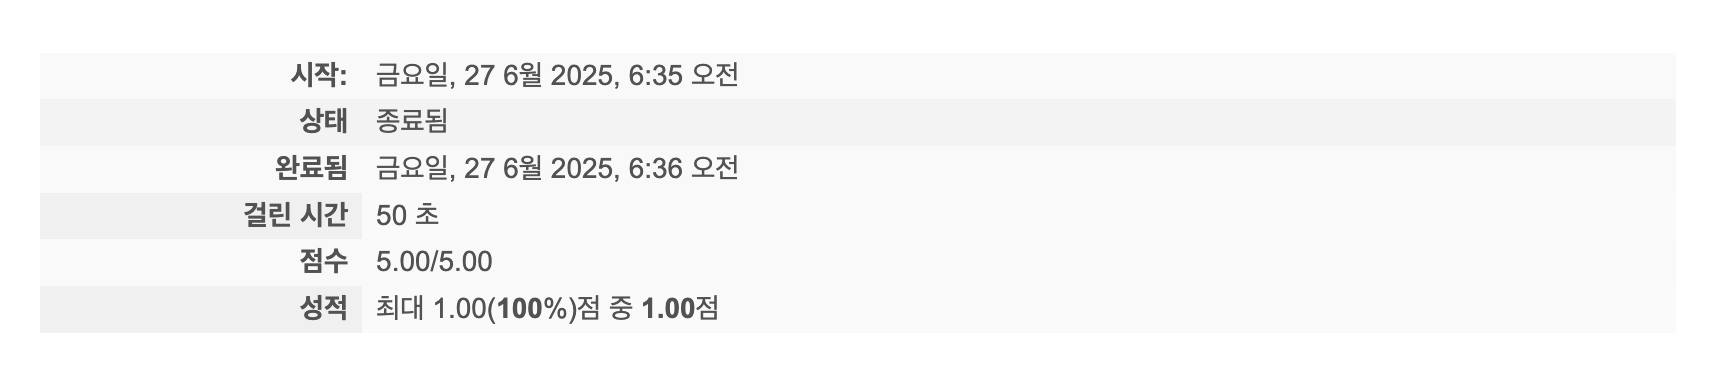 시작: 금요일, 27 6월 2025, 6:35 오전
상태 종료됨
완료됨 금요일, 27 6월 2025, 6:36 오전
걸린 시간 50 초
점수 5.00/5.00
성적 최대 1.00(100%)점 중 1.00점